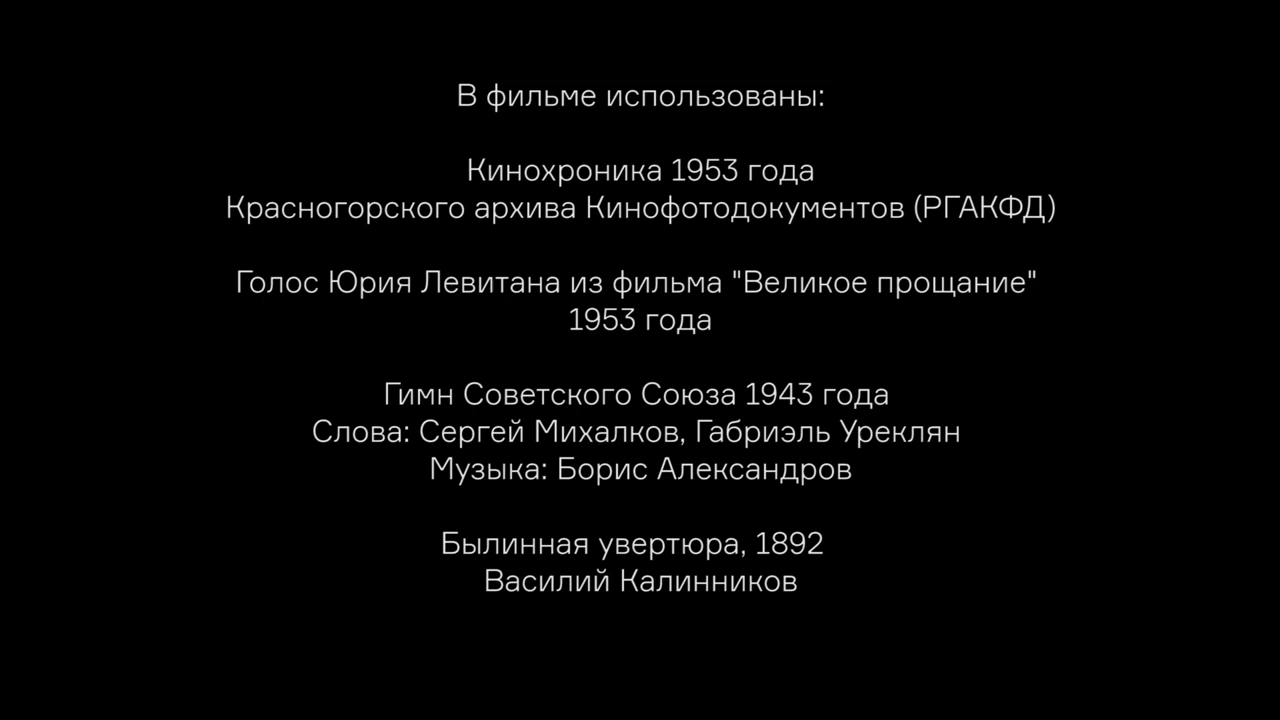 В фильме использованы:
Кинохроника 1953 года
Красногорского архива Кинофотодокументов (РГАКФД)
Голос Юрия Левитана из фильма "Великое прощание"
1953 года
Гимн Советского Союза 1943 года
Слова: Сергей Михалков, Габриэль Уреклян
Музыка: Борис Александров
Былинная увертюра, 1892
Василий Калинников